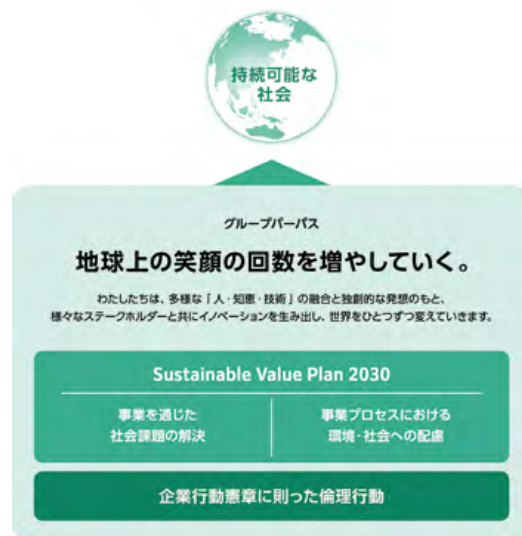 持続可能な
社会
グループパーパス
地球上の笑顔の回数を増やしていく。
わたしたちは、多様な「人・知恵・技術」の融合と独創的な発想のもと、
様々なステークホルダーと共にイノベーションを生み出し、世界をひとつずつ変えていきます。
Sustainable Value Plan 2030
事業を通じた
社会課題の解決
事業プロセスにおける
環境・社会への配慮
企業行動憲章に則った倫理行動